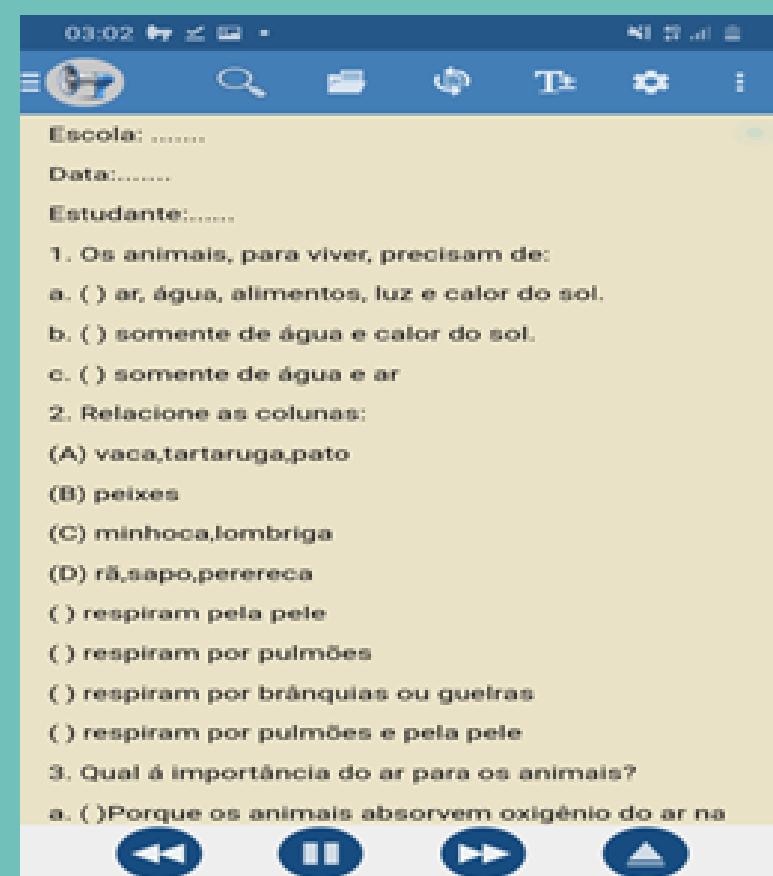 03:02
T±
Escola: .......
Data:.......
Estudante:......
1. Os animais, para viver, precisam de:
a. ( ) ar, água, alimentos, luz e calor do sol.
b. ( ) somente de água e calor do sol.
c. ( ) somente de água e ar
2. Relacione as colunas:
(A) vaca,tartaruga,pato
(B) peixes
(C) minhoca,lombriga
(D) rã,sapo,perereca
( ) respiram pela pele
( ) respiram por pulmões
( ) respiram por brânquias ou guelras
( ) respiram por pulmões e pela pele
3. Qual á importância do ar para os animais?
a. ( )Porque os animais absorvem oxigênio do ar na